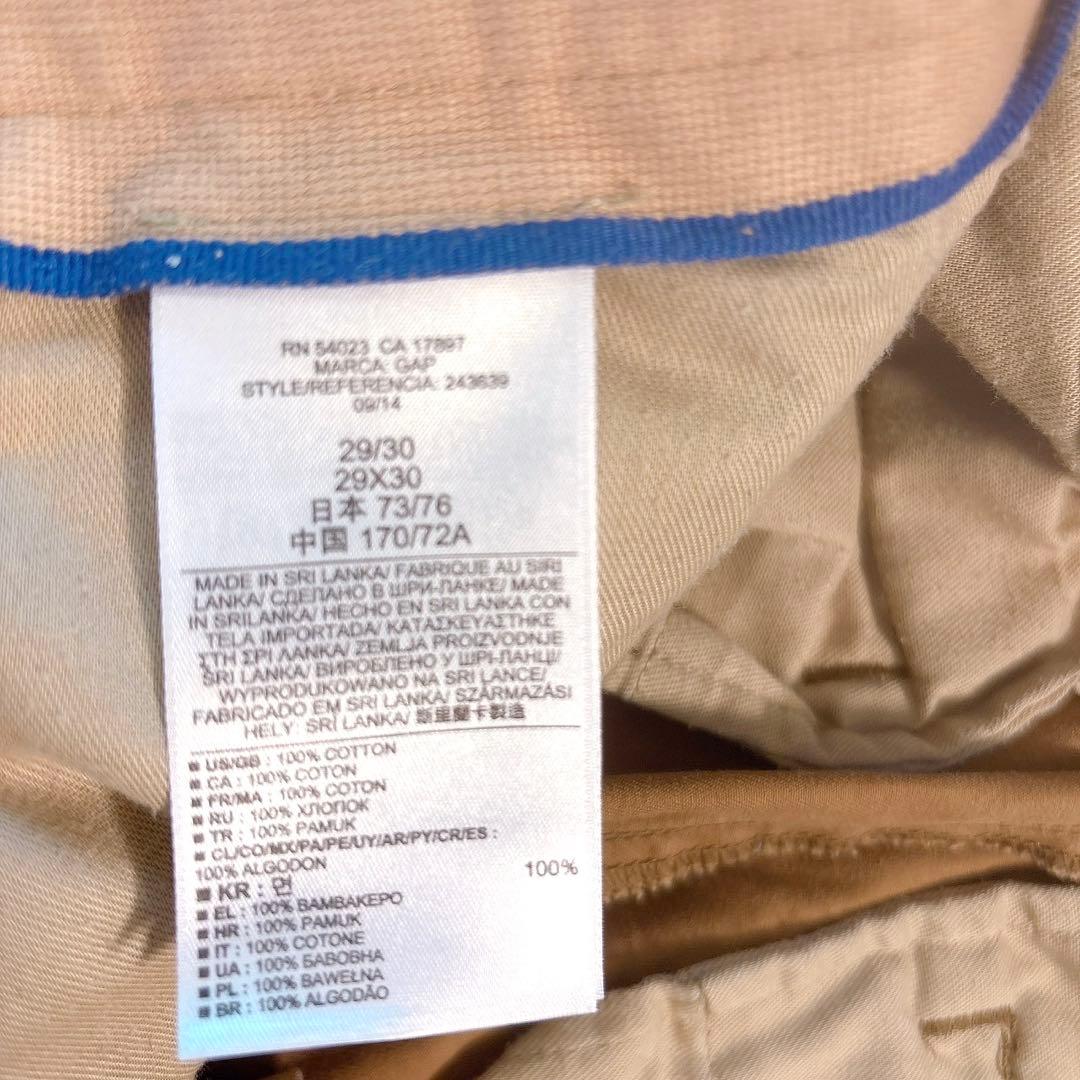 RN 54023 CA 17897
MARCA: GAP
STYLE/REFERENCIA: 243639
09/14
29/30
29X30
日本 73/76
中国 170/72A
MADE IN SRI LANKA/ FABRIQUE AU SIRI
LANKA/ СДЕЛАНО В ШРИ-ЛАНКЕ/ MADE
IN SRILANKA/ HECHO EN SRI LANKA CON
TELA IMPORTADA/ ΚΑΤΑΣΚΕΥΑΣΤΗΚΕ
ΣΤΗ ΣΡΙ ΛΑΝΚΑ/ ZEMLJA PROIZVODNJE
SRI LANKA/ ВИРОБЛЕНО У ШРІ-ЛАНЦІ/
WYPRODUKOWANO NA SRI LANCE/
FABRICADO EM SRI LANKA/ SZÁRMAZÁSI
HELY: SRÍ LANKA/ 斯里蘭卡製造
■ US/GB : 100% COTTON
■ CA : 100% COTON
■ FR/MA : 100% COTON
■ RU : 100% ХЛОПОК
■ TR : 100% PAMUK
■ CL/CO/MX/PA/PE/UY/AR/PY/CR/ES :
100% ALGODON
■ KR : 면 100%
■ EL : 100% ΒΑΜΒΑΚΕΡΟ
■ HR : 100% PAMUK
■ IT : 100% COTONE
■ UA : 100% БАВОВНА
■ PL : 100% BAWEŁNA
■ BR : 100% ALGODÃO